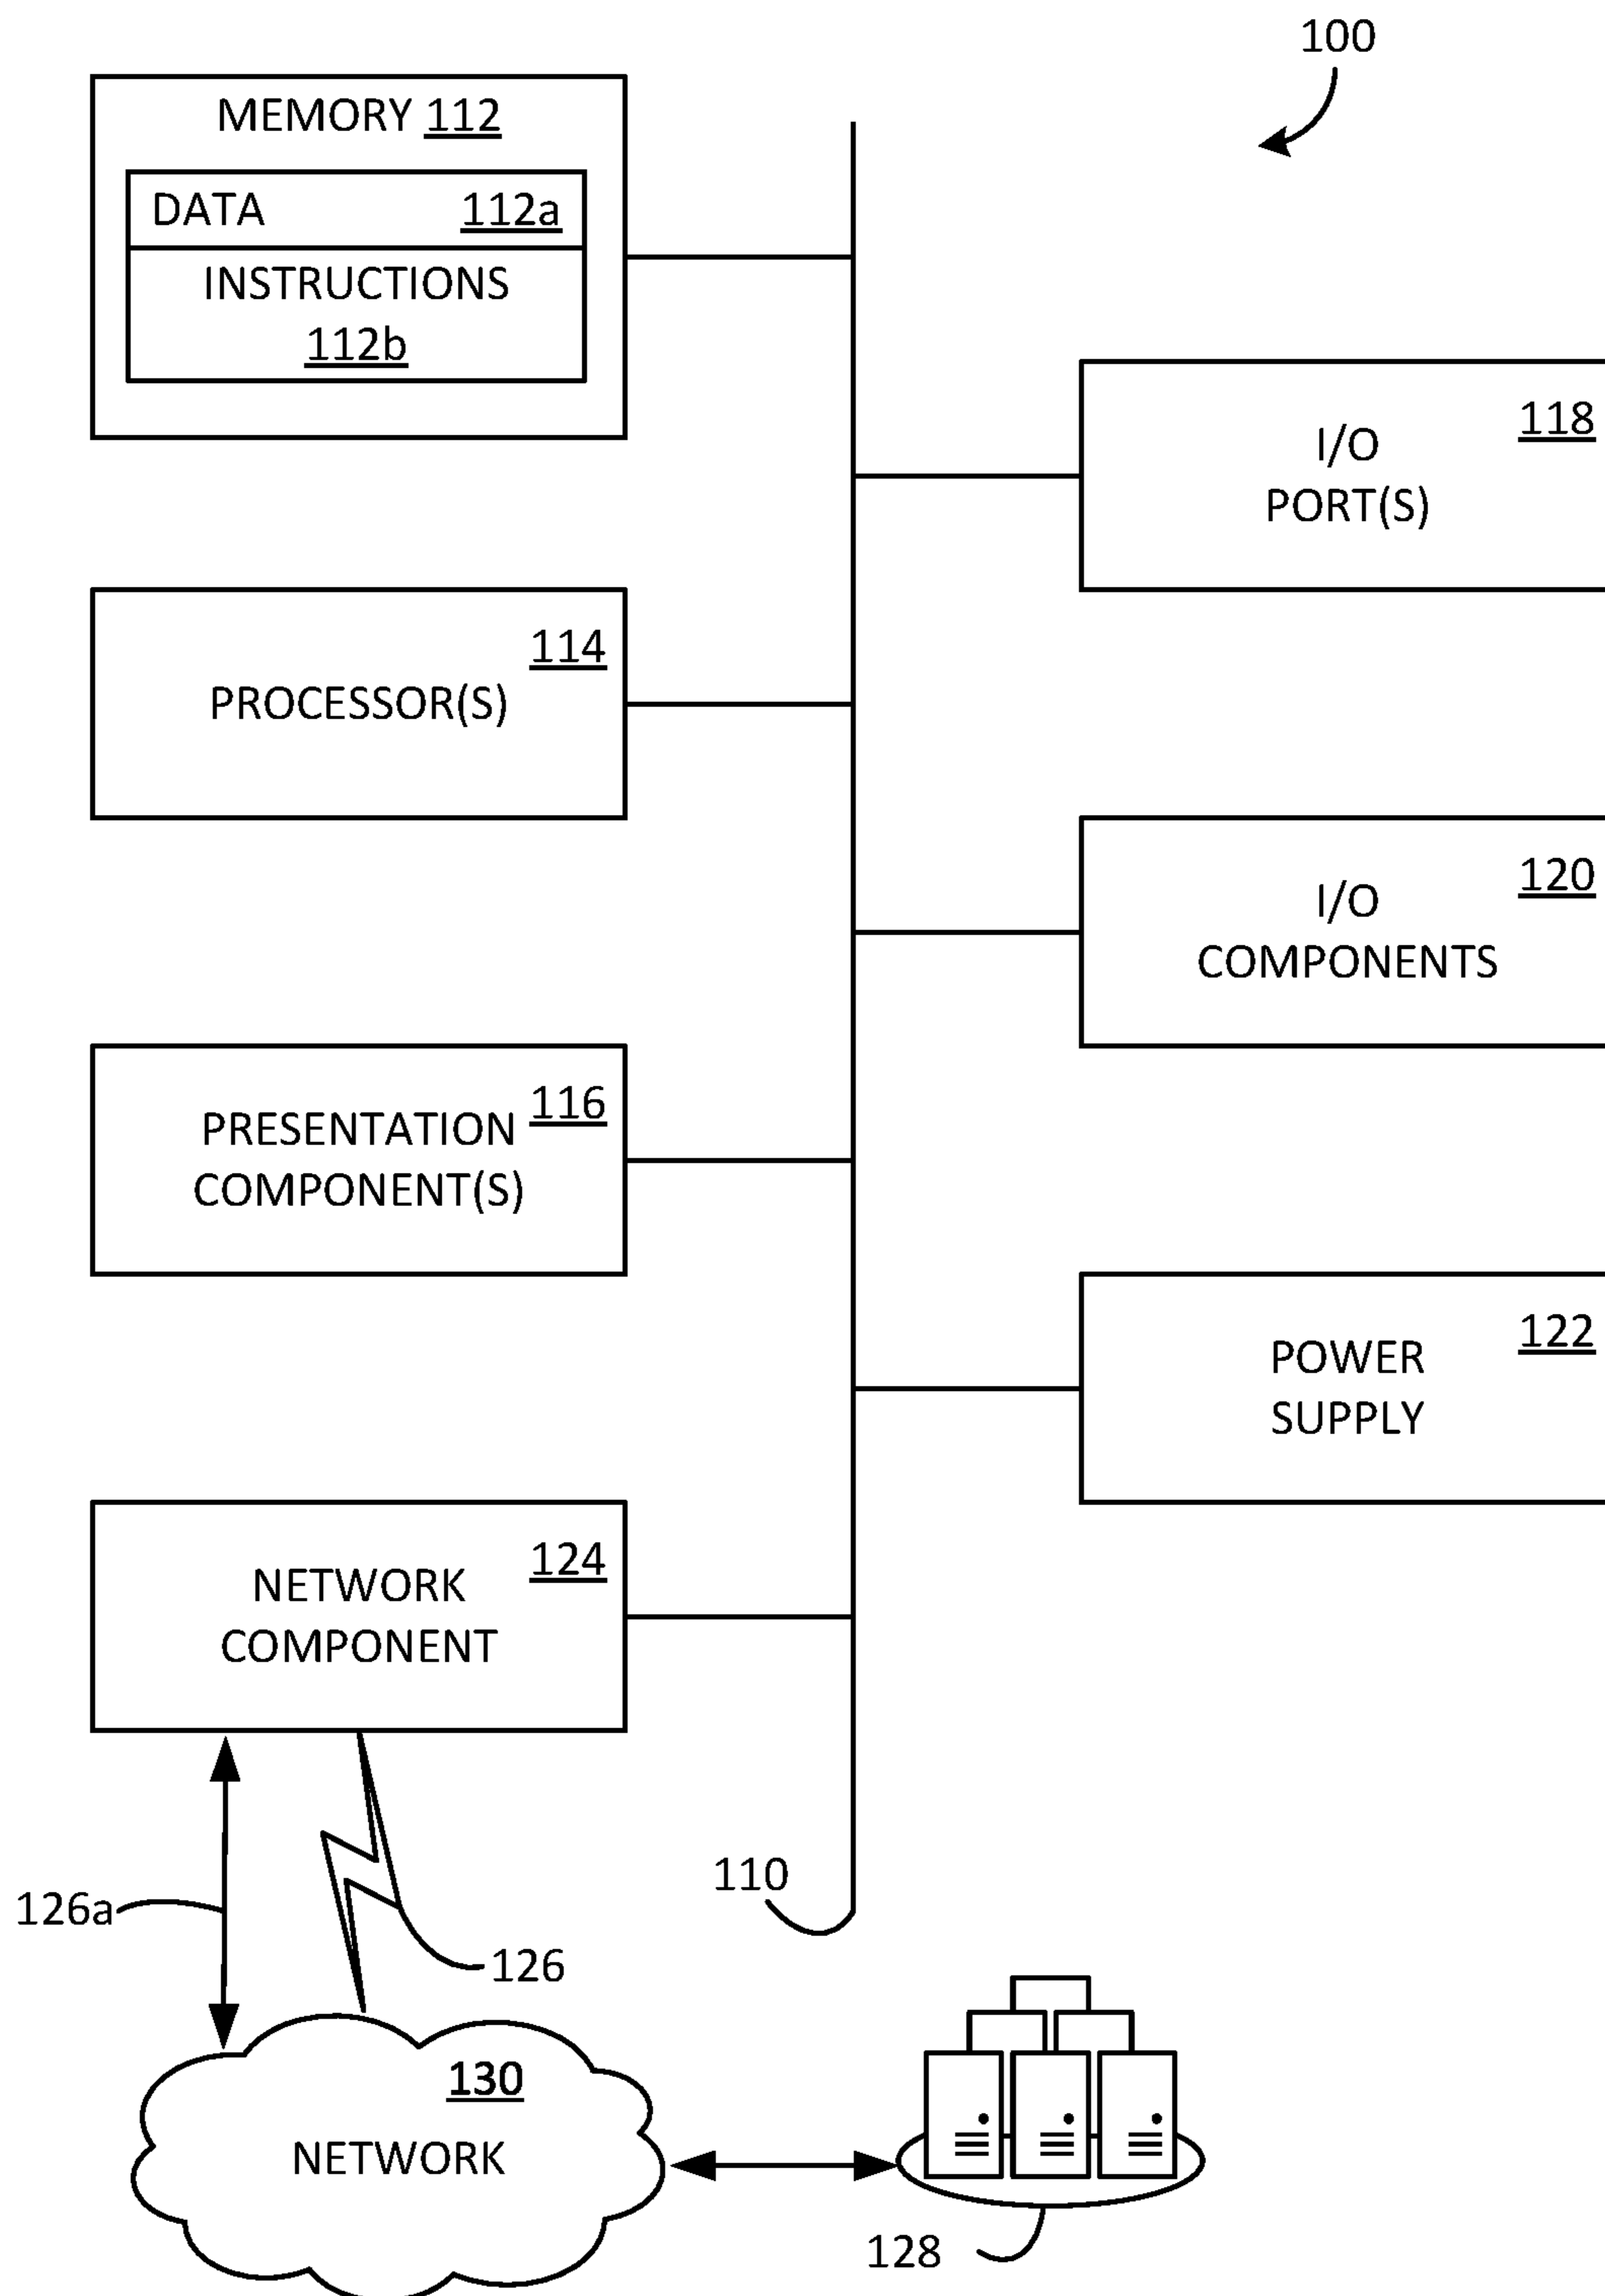 100
MEMORY 112
DATA 112a
INSTRUCTIONS
112b
118
I/O
PORT(S)
114
PROCESSOR(S)
120
I/O
COMPONENTS
116
PRESENTATION
COMPONENT(S)
122
POWER
SUPPLY
124
NETWORK
COMPONENT
110
126a
126
130
NETWORK
128